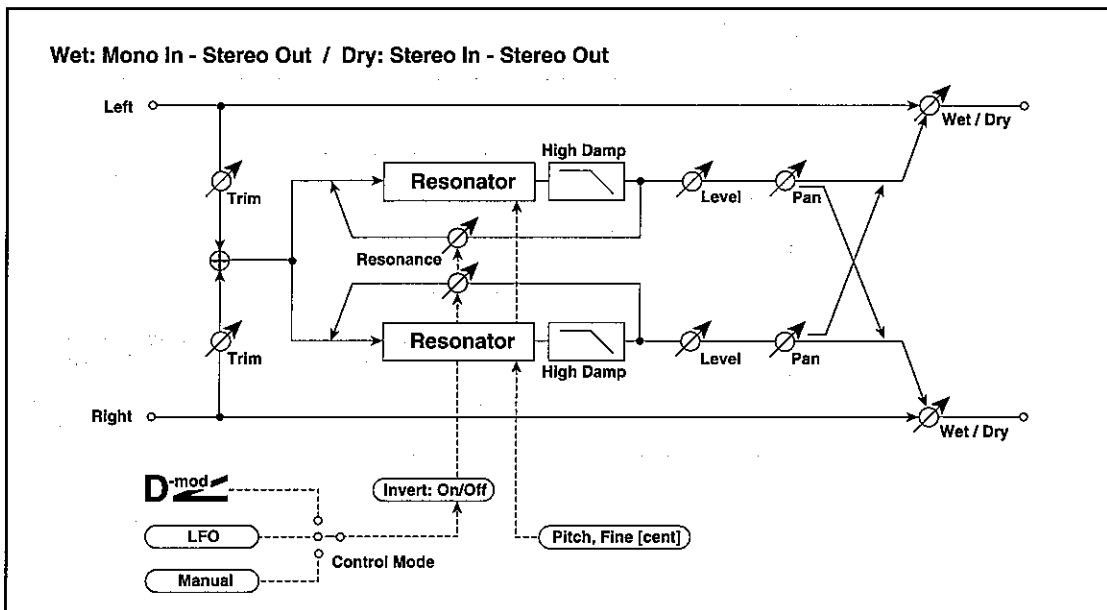 Wet: Mono In - Stereo Out / Dry: Stereo In - Stereo Out
Left
Wet / Dry
High Damp
Resonator
Trim
Level
Pan
Resonance
Resonator
Trim
High Damp
Level
Pan
Right
Wet / Dry
D-mod
Invert: On/Off
LFO
Pitch, Fine [cent]
Control Mode
Manual